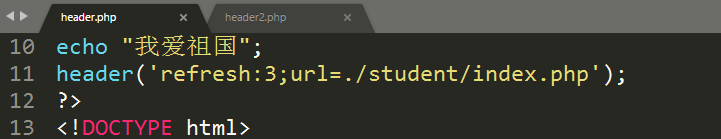 header.php × header2.php ×
10 echo "我爱祖国";
11 header('refresh:3;url=./student/index.php');
12 ?>
13 <!DOCTYPE html>